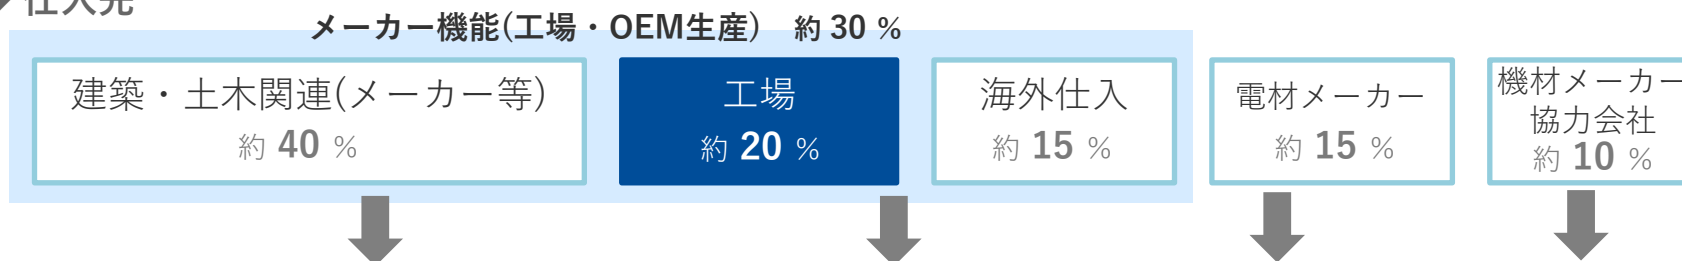 仕入先
メーカー機能(工場・OEM生産) 約 30 %
建築・土木関連(メーカー等)
約 40 %
工場
約 20 %
海外仕入
約 15 %
電材メーカー
約 15 %
機材メーカー
協力会社
約 10 %